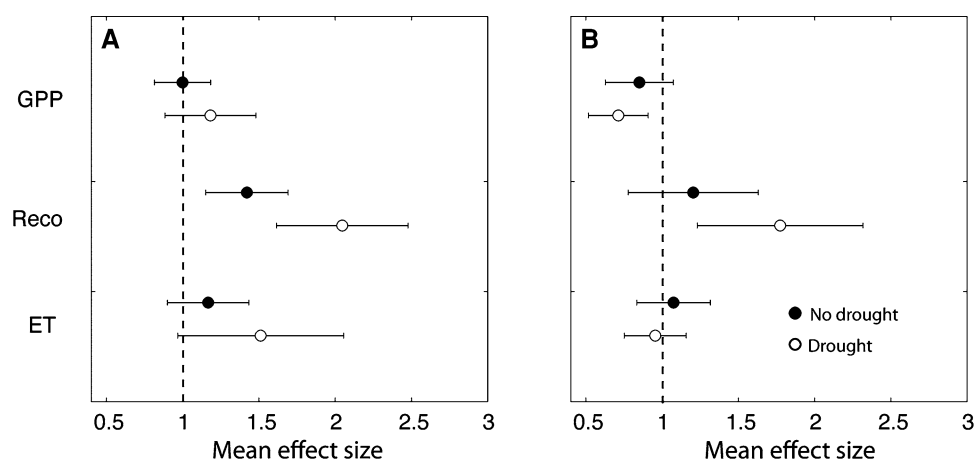 A
B
GPP
Reco
ET
No drought
Drought
0.5 1 1.5 2 2.5 3
0.5 1 1.5 2 2.5 3
Mean effect size
Mean effect size